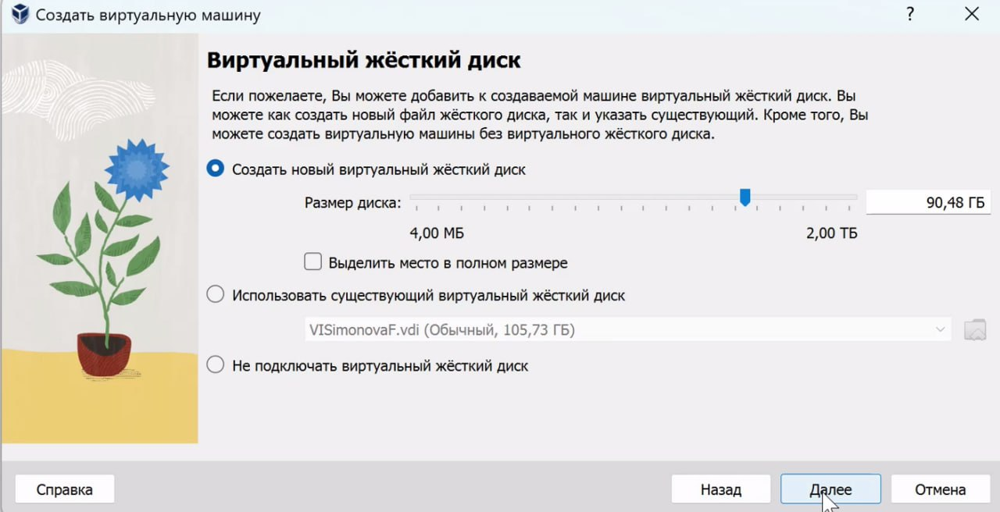 Создать виртуальную машину
?
Виртуальный жёсткий диск
Если пожелаете, Вы можете добавить к создаваемой машине виртуальный жёсткий диск. Вы
можете как создать новый файл жёсткого диска, так и указать существующий. Кроме того, Вы
можете создать виртуальную машины без виртуального жёсткого диска.
Создать новый виртуальный жёсткий диск
Размер диска:
90,48 ГБ
4,00 МБ
2,00 ТБ
Выделить место в полном размере
Использовать существующий виртуальный жёсткий диск
VISimonovaF.vdi (Обычный, 105,73 ГБ)
Не подключать виртуальный жёсткий диск
Справка
Назад
Далее
Отмена